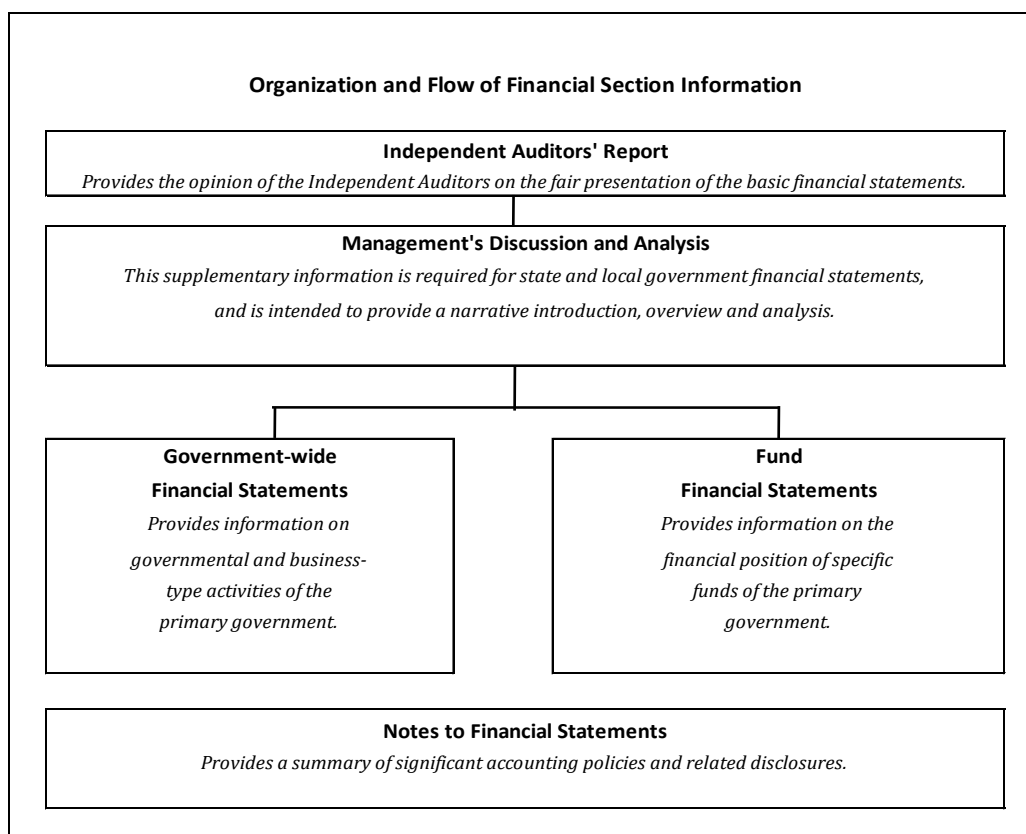 Organization and Flow of Financial Section Information
Independent Auditors' Report
Provides the opinion of the Independent Auditors on the fair presentation of the basic financial statements.
Management's Discussion and Analysis
This supplementary information is required for state and local government financial statements,
and is intended to provide a narrative introduction, overview and analysis.
Government-wide
Financial Statements
Provides information on
governmental and business-
type activities of the
primary government.
Fund
Financial Statements
Provides information on the
financial position of specific
funds of the primary
government.
Notes to Financial Statements
Provides a summary of significant accounting policies and related disclosures.